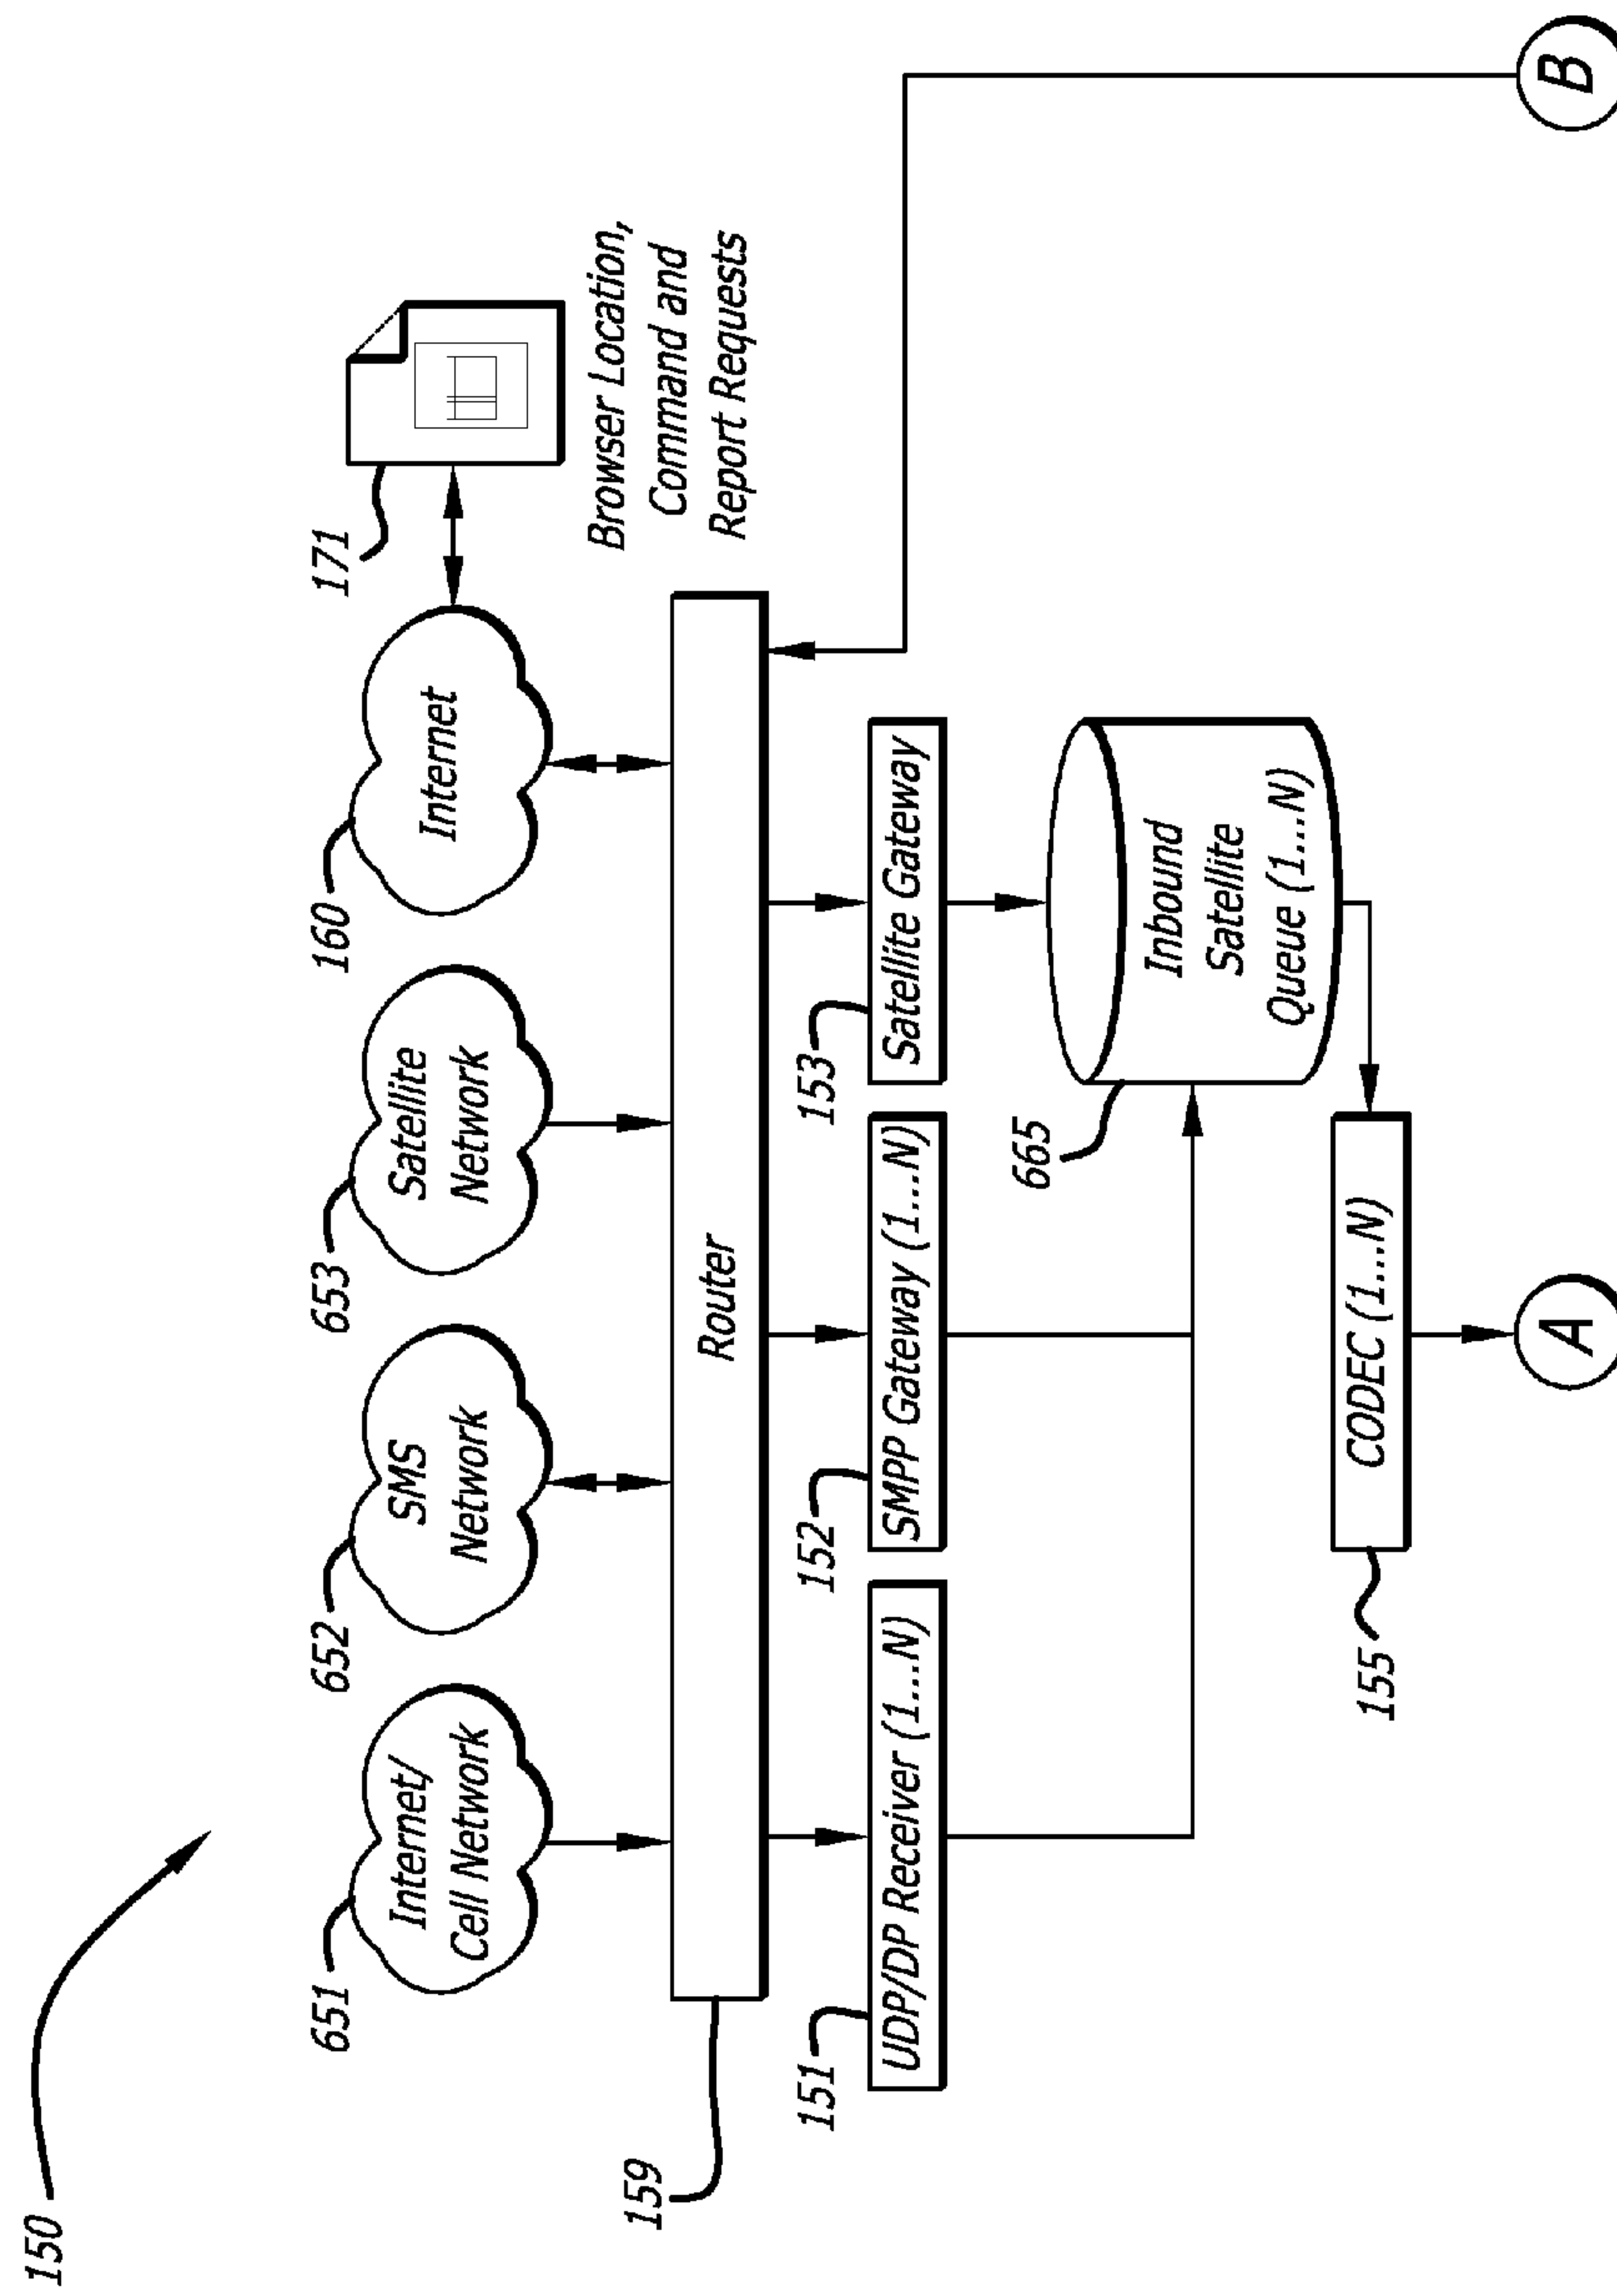 150
651
652
653
160
171
Internet/
Cell Network
SMS
Network
Satellite
Network
Internet
Browser Location,
Command and
Report Requests
159
Router
151
152
153
UDP/DP Receiver (1...N)
SMPP Gateway (1...N)
Satellite Gateway
665
Inbound
Satellite
Queue (1...N)
155
CODEC (1...N)
A
B